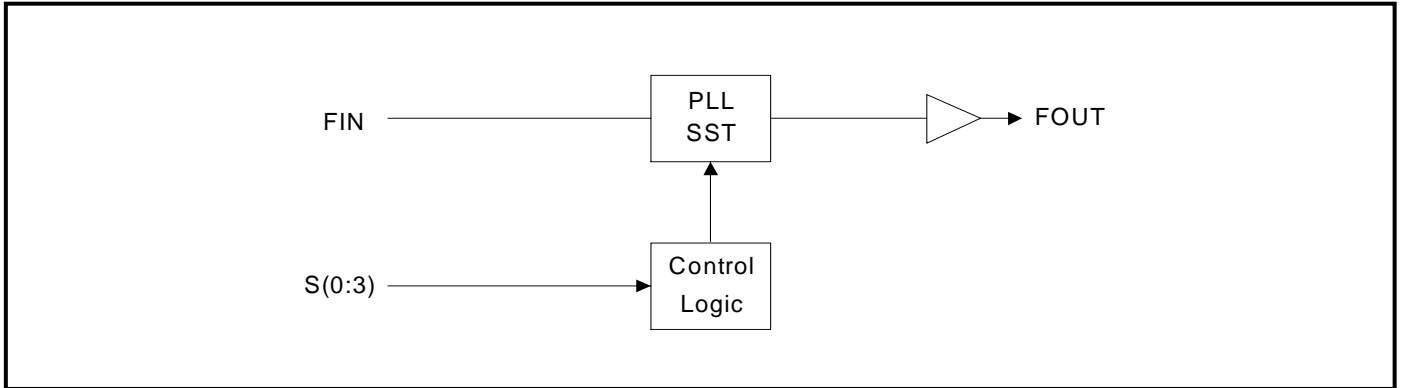 PLL
SST
FIN
FOUT
Control
Logic
S(0:3)